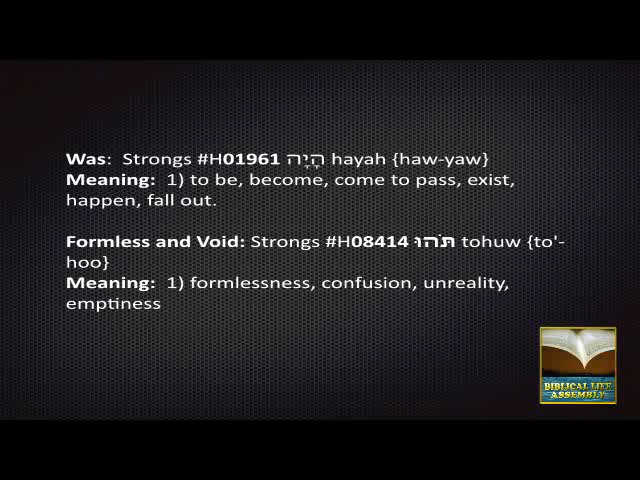 Was:  Strongs #H01961 הָיָה hayah {haw-yaw}
Meaning:  1) to be, become, come to pass, exist,
happen, fall out.
Formless and Void: Strongs #H08414 תֹּהוּ tohuw {to'-
hoo}
Meaning:  1) formlessness, confusion, unreality,
emptiness
BIBLICAL LIFE
ASSEMBLY